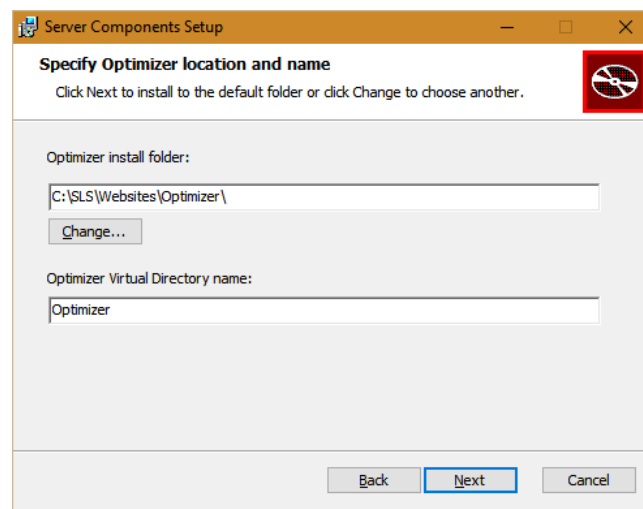 Server Components Setup
Specify Optimizer location and name
Click Next to install to the default folder or click Change to choose another.
Optimizer install folder:
C:\SLS\Websites\Optimizer\
Change...
Optimizer Virtual Directory name:
Optimizer
Back Next Cancel